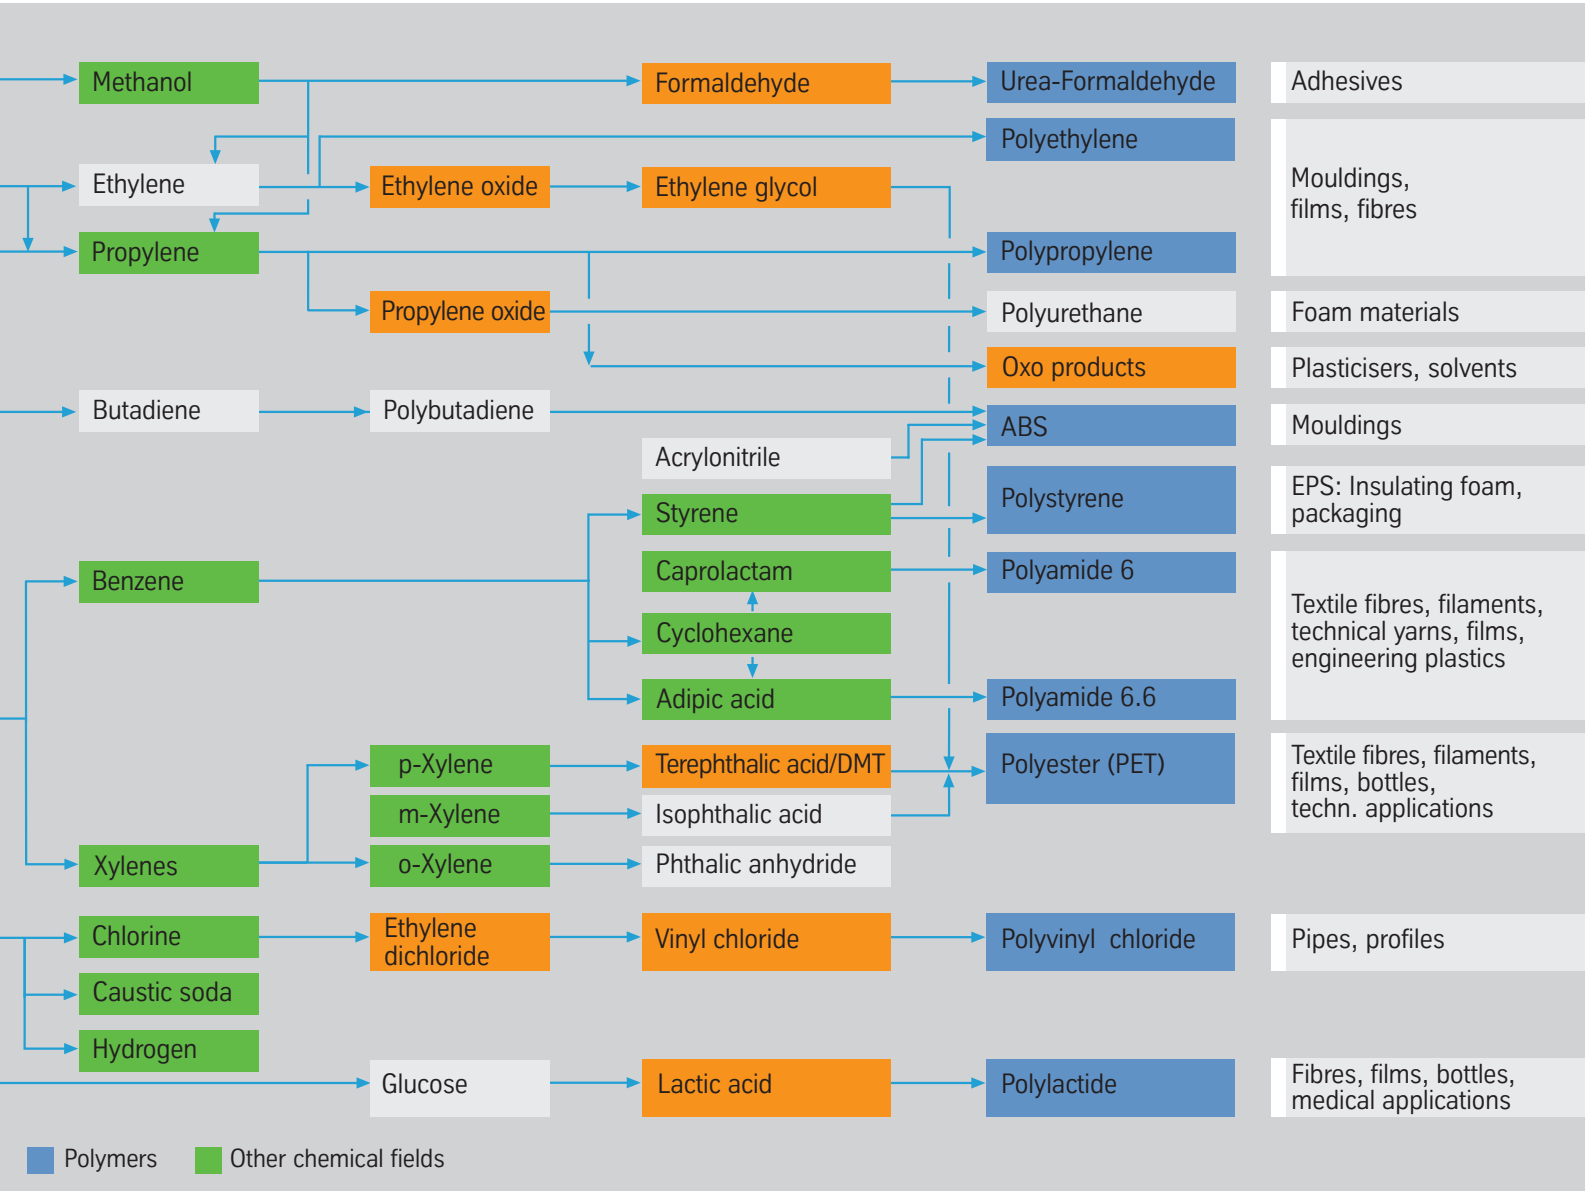 Methanol
Formaldehyde
Urea-Formaldehyde
Adhesives
Polyethylene
Ethylene
Ethylene oxide
Ethylene glycol
Mouldings,
films, fibres
Propylene
Polypropylene
Propylene oxide
Polyurethane
Foam materials
Oxo products
Plasticisers, solvents
Butadiene
Polybutadiene
ABS
Mouldings
Acrylonitrile
Styrene
Polystyrene
EPS: Insulating foam,
packaging
Benzene
Caprolactam
Polyamide 6
Cyclohexane
Textile fibres, filaments,
technical yarns, films,
engineering plastics
Adipic acid
Polyamide 6.6
p-Xylene
Terephthalic acid/DMT
Polyester (PET)
Textile fibres, filaments,
films, bottles,
techn. applications
m-Xylene
Isophthalic acid
Xylenes
o-Xylene
Phthalic anhydride
Chlorine
Ethylene
dichloride
Vinyl chloride
Polyvinyl chloride
Pipes, profiles
Caustic soda
Hydrogen
Glucose
Lactic acid
Polylactide
Fibres, films, bottles,
medical applications
Polymers
Other chemical fields